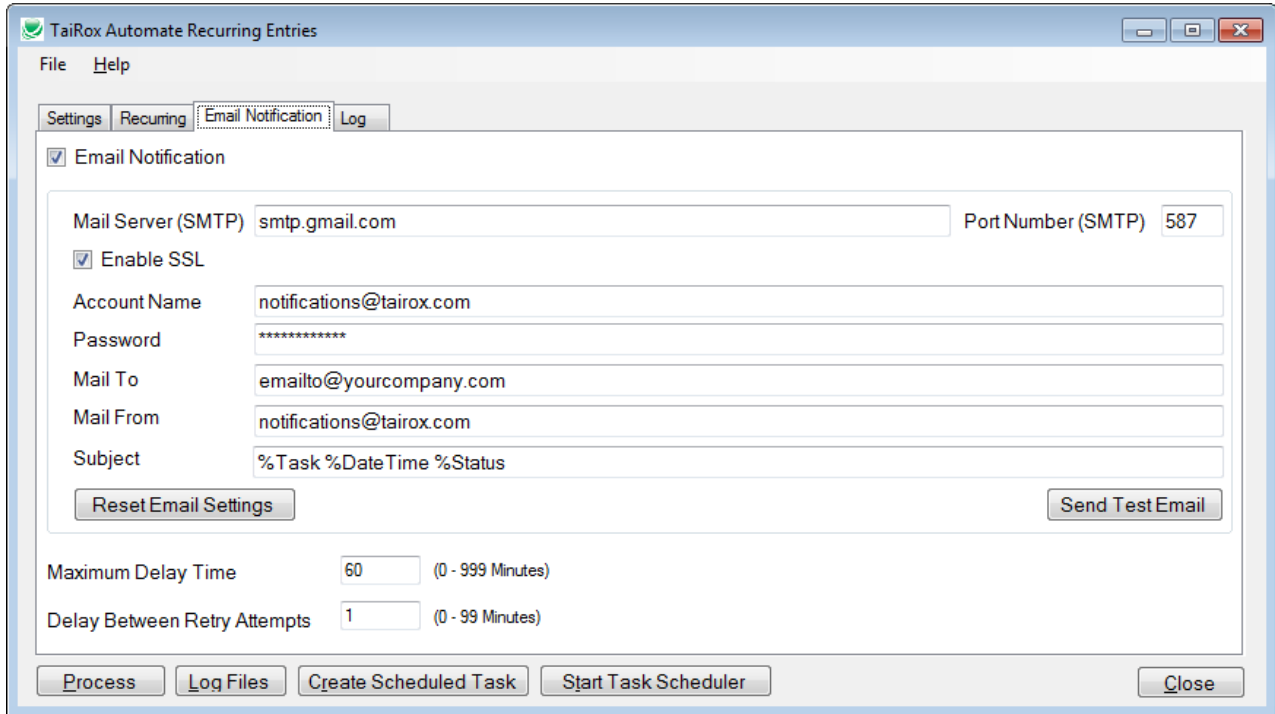 TaiRox Automate Recurring Entries
File Help
Settings Recurring Email Notification Log
Email Notification
Mail Server (SMTP) smtp.gmail.com Port Number (SMTP) 587
Enable SSL
Account Name notifications@tairox.com
Password ************
Mail To emailto@yourcompany.com
Mail From notifications@tairox.com
Subject %Task %DateTime %Status
Reset Email Settings Send Test Email
Maximum Delay Time 60 (0 - 999 Minutes)
Delay Between Retry Attempts 1 (0 - 99 Minutes)
Process Log Files Create Scheduled Task Start Task Scheduler Close